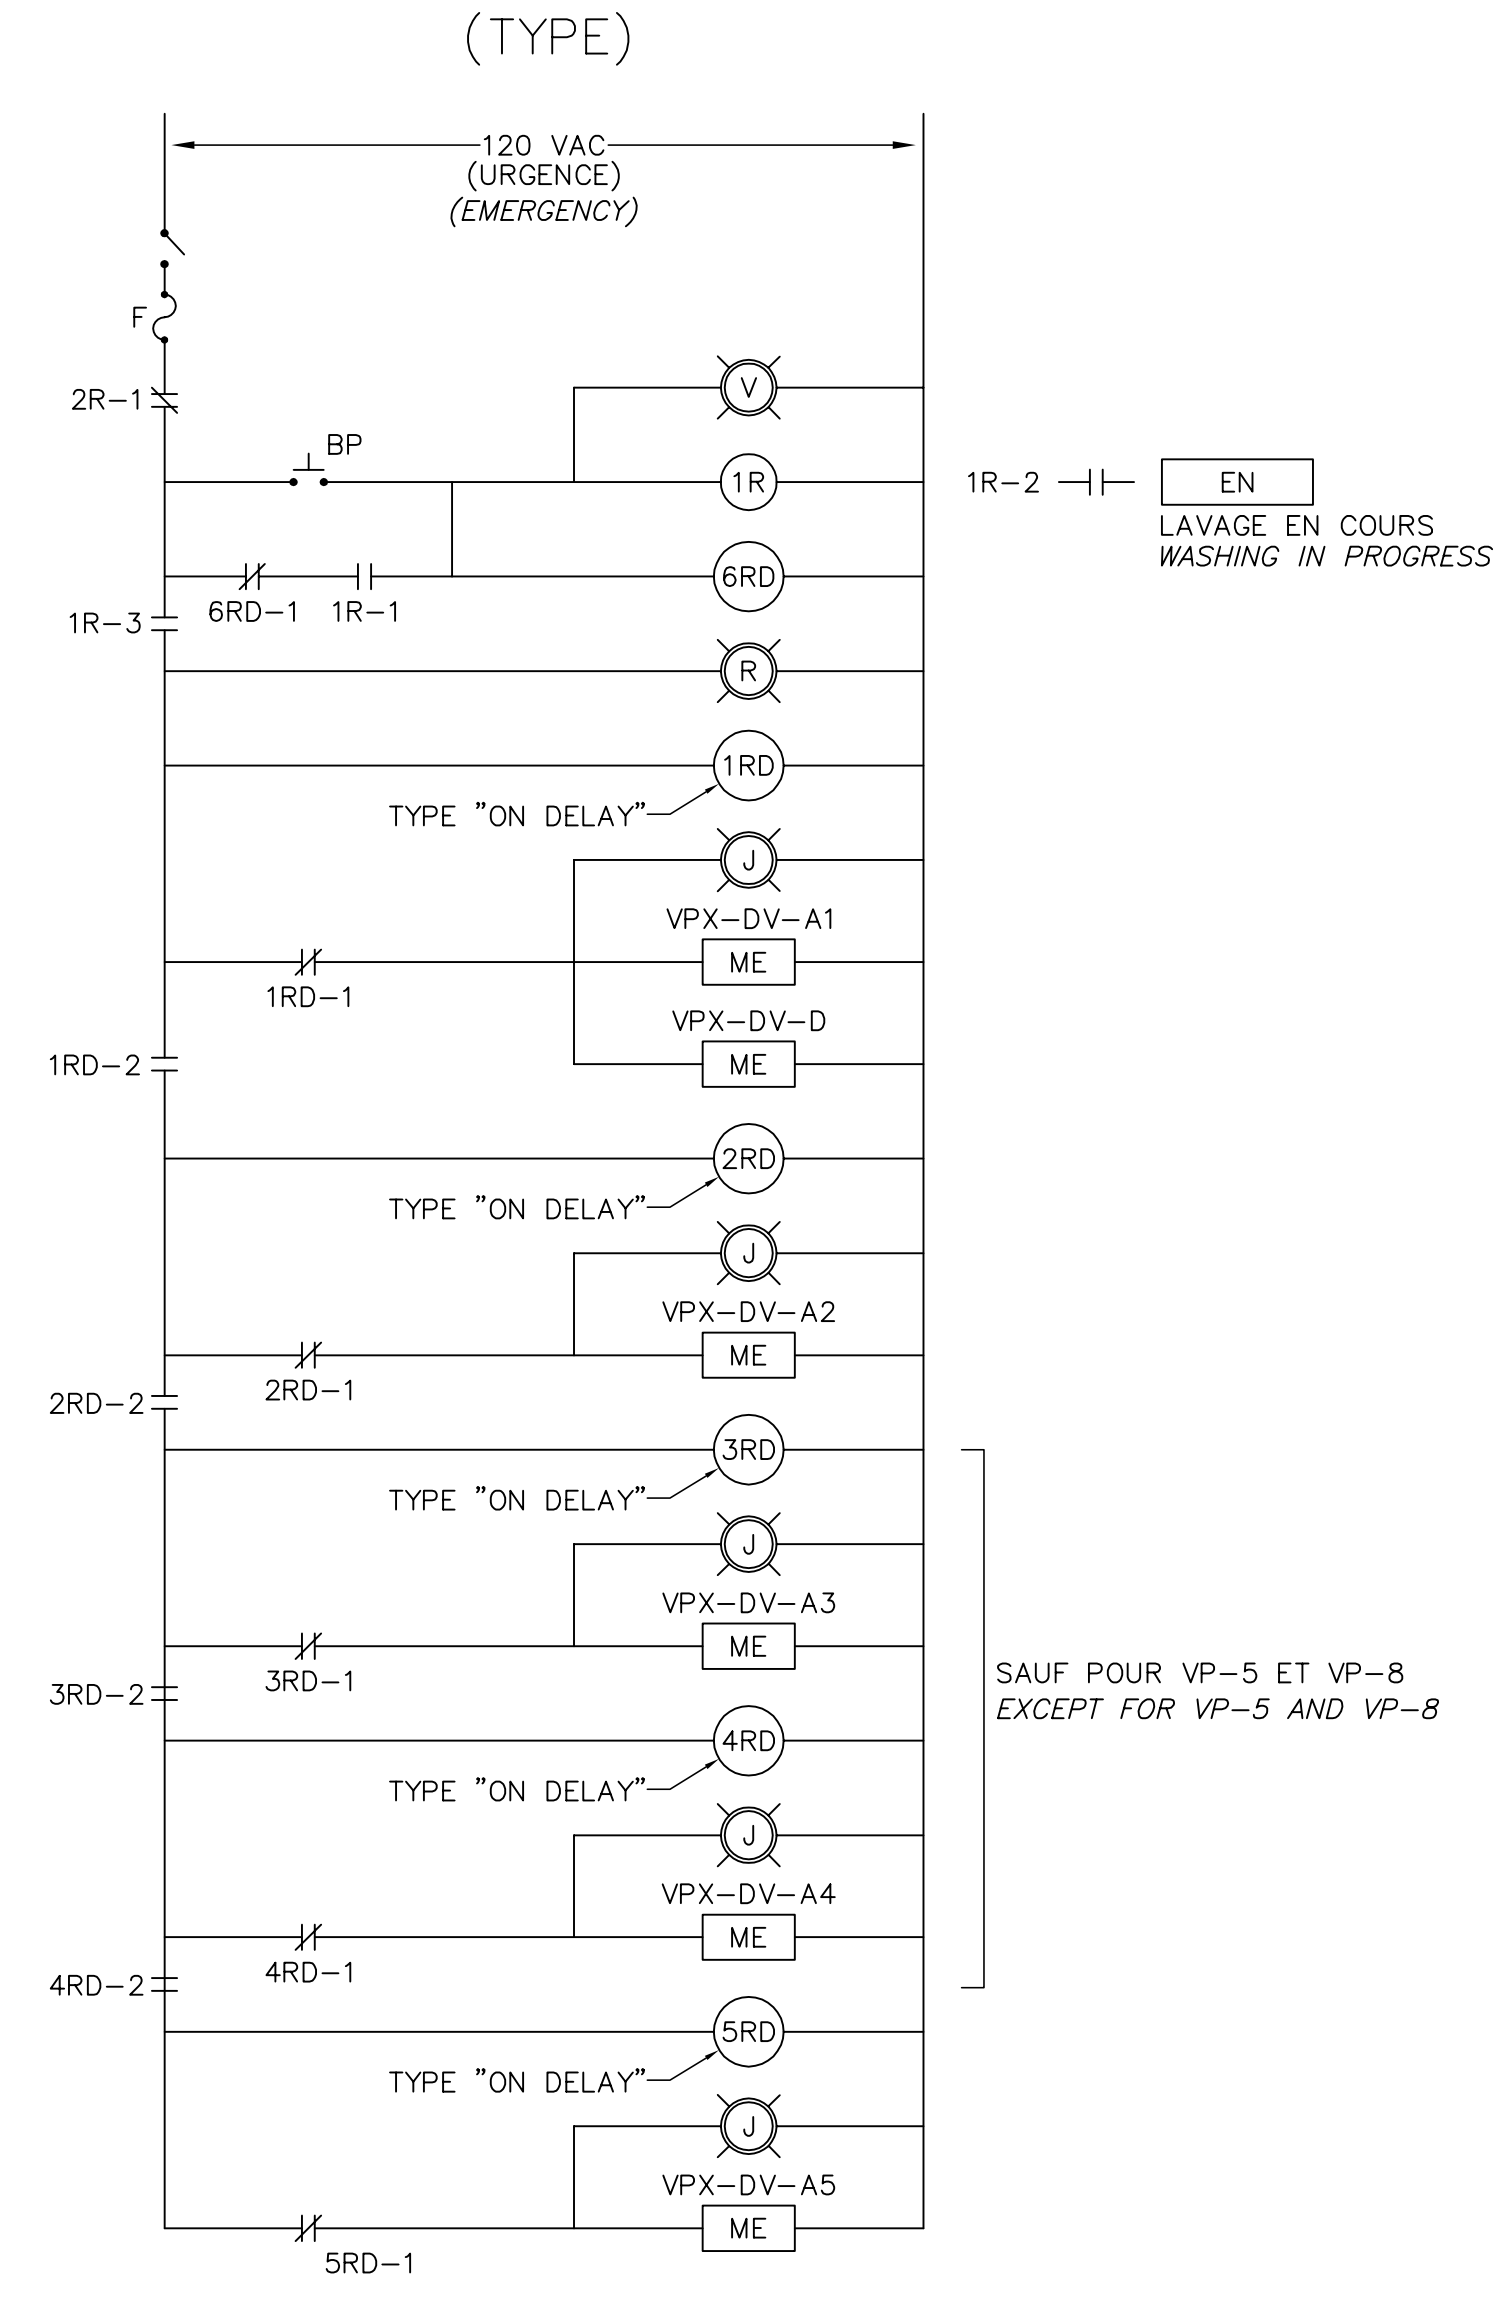 (TYPE)
120 VAC
(URGENCE)
(EMERGENCY)
F
2R-1
V
BP
1R
1R-2
EN
LAVAGE EN COURS
WASHING IN PROGRESS
6RD
6RD-1
1R-1
1R-3
R
1RD
TYPE "ON DELAY"
J
VPX-DV-A1
ME
1RD-1
VPX-DV-D
1RD-2
ME
2RD
TYPE "ON DELAY"
J
VPX-DV-A2
ME
2RD-1
2RD-2
3RD
TYPE "ON DELAY"
J
VPX-DV-A3
ME
SAUF POUR VP-5 ET VP-8
EXCEPT FOR VP-5 AND VP-8
3RD-1
3RD-2
4RD
TYPE "ON DELAY"
J
VPX-DV-A4
ME
4RD-1
4RD-2
5RD
TYPE "ON DELAY"
J
VPX-DV-A5
ME
5RD-1